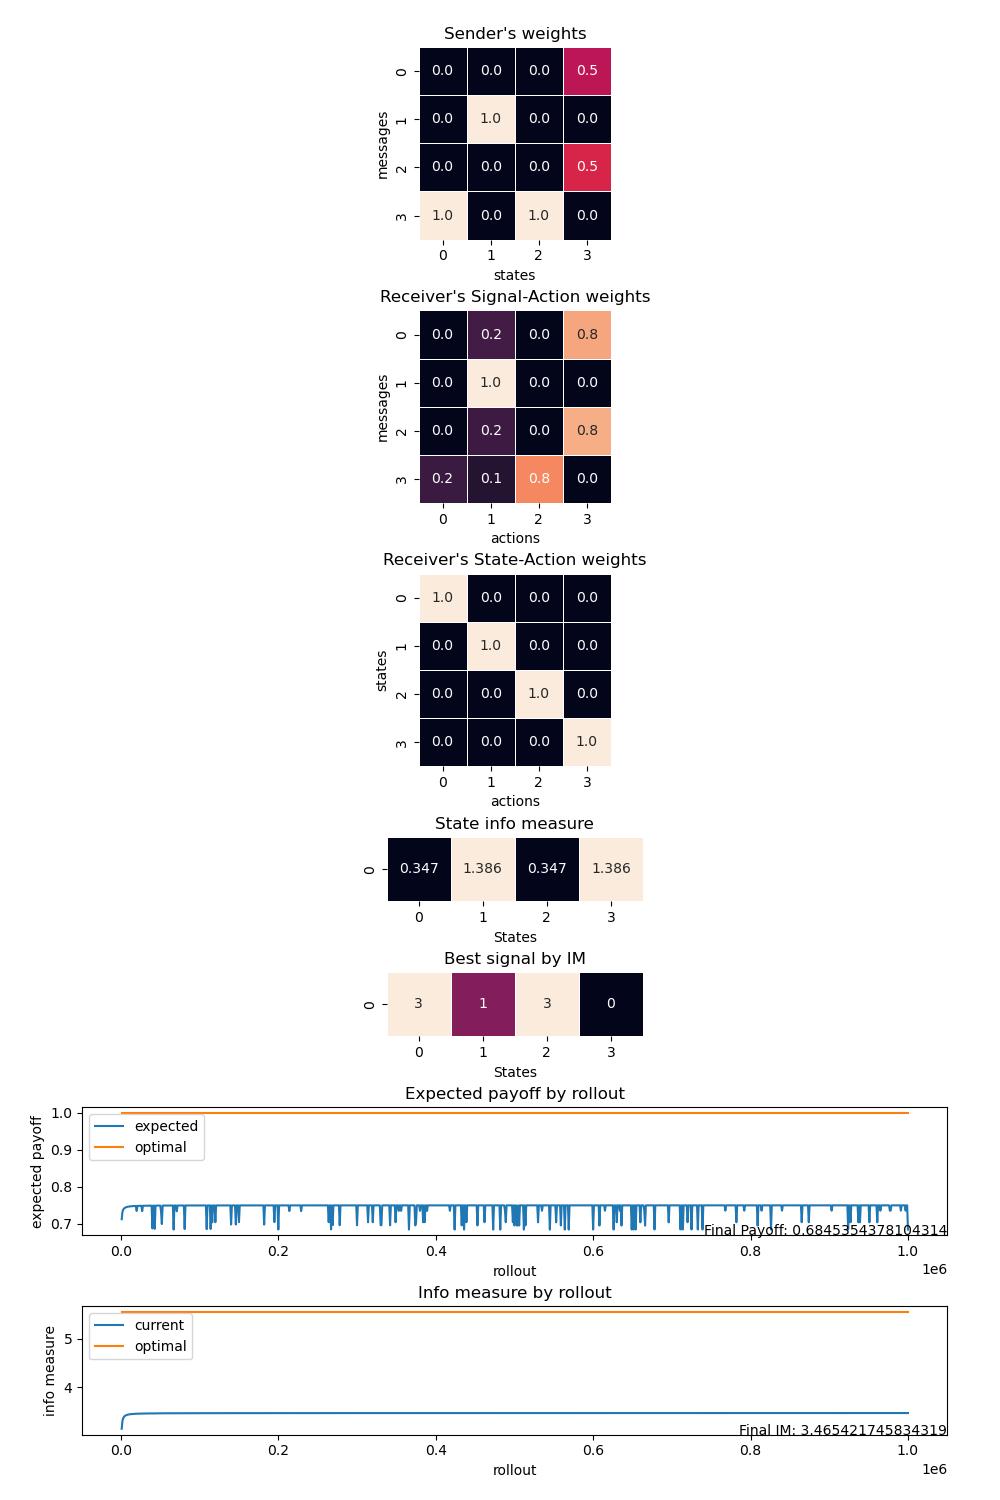 Sender's weights
messages
0 0.0 0.0 0.0 0.5
1 0.0 1.0 0.0 0.0
2 0.0 0.0 0.0 0.5
3 1.0 0.0 1.0 0.0
0 1 2 3
states
Receiver's Signal-Action weights
messages
0 0.0 0.2 0.0 0.8
1 0.0 1.0 0.0 0.0
2 0.0 0.2 0.0 0.8
3 0.2 0.1 0.8 0.0
0 1 2 3
actions
Receiver's State-Action weights
states
0 1.0 0.0 0.0 0.0
1 0.0 1.0 0.0 0.0
2 0.0 0.0 1.0 0.0
3 0.0 0.0 0.0 1.0
0 1 2 3
actions
State info measure
0 0.347 1.386 0.347 1.386
0 1 2 3
States
Best signal by IM
0 3 1 3 0
0 1 2 3
States
Expected payoff by rollout
expected payoff
1.0
0.9
0.8
0.7
expected
optimal
Final Payoff: 0.6845354378104314
0.0 0.2 0.4 0.6 0.8 1.0
1e6
rollout
Info measure by rollout
info measure
5
4
current
optimal
Final IM: 3.465421745834319
0.0 0.2 0.4 0.6 0.8 1.0
1e6
rollout